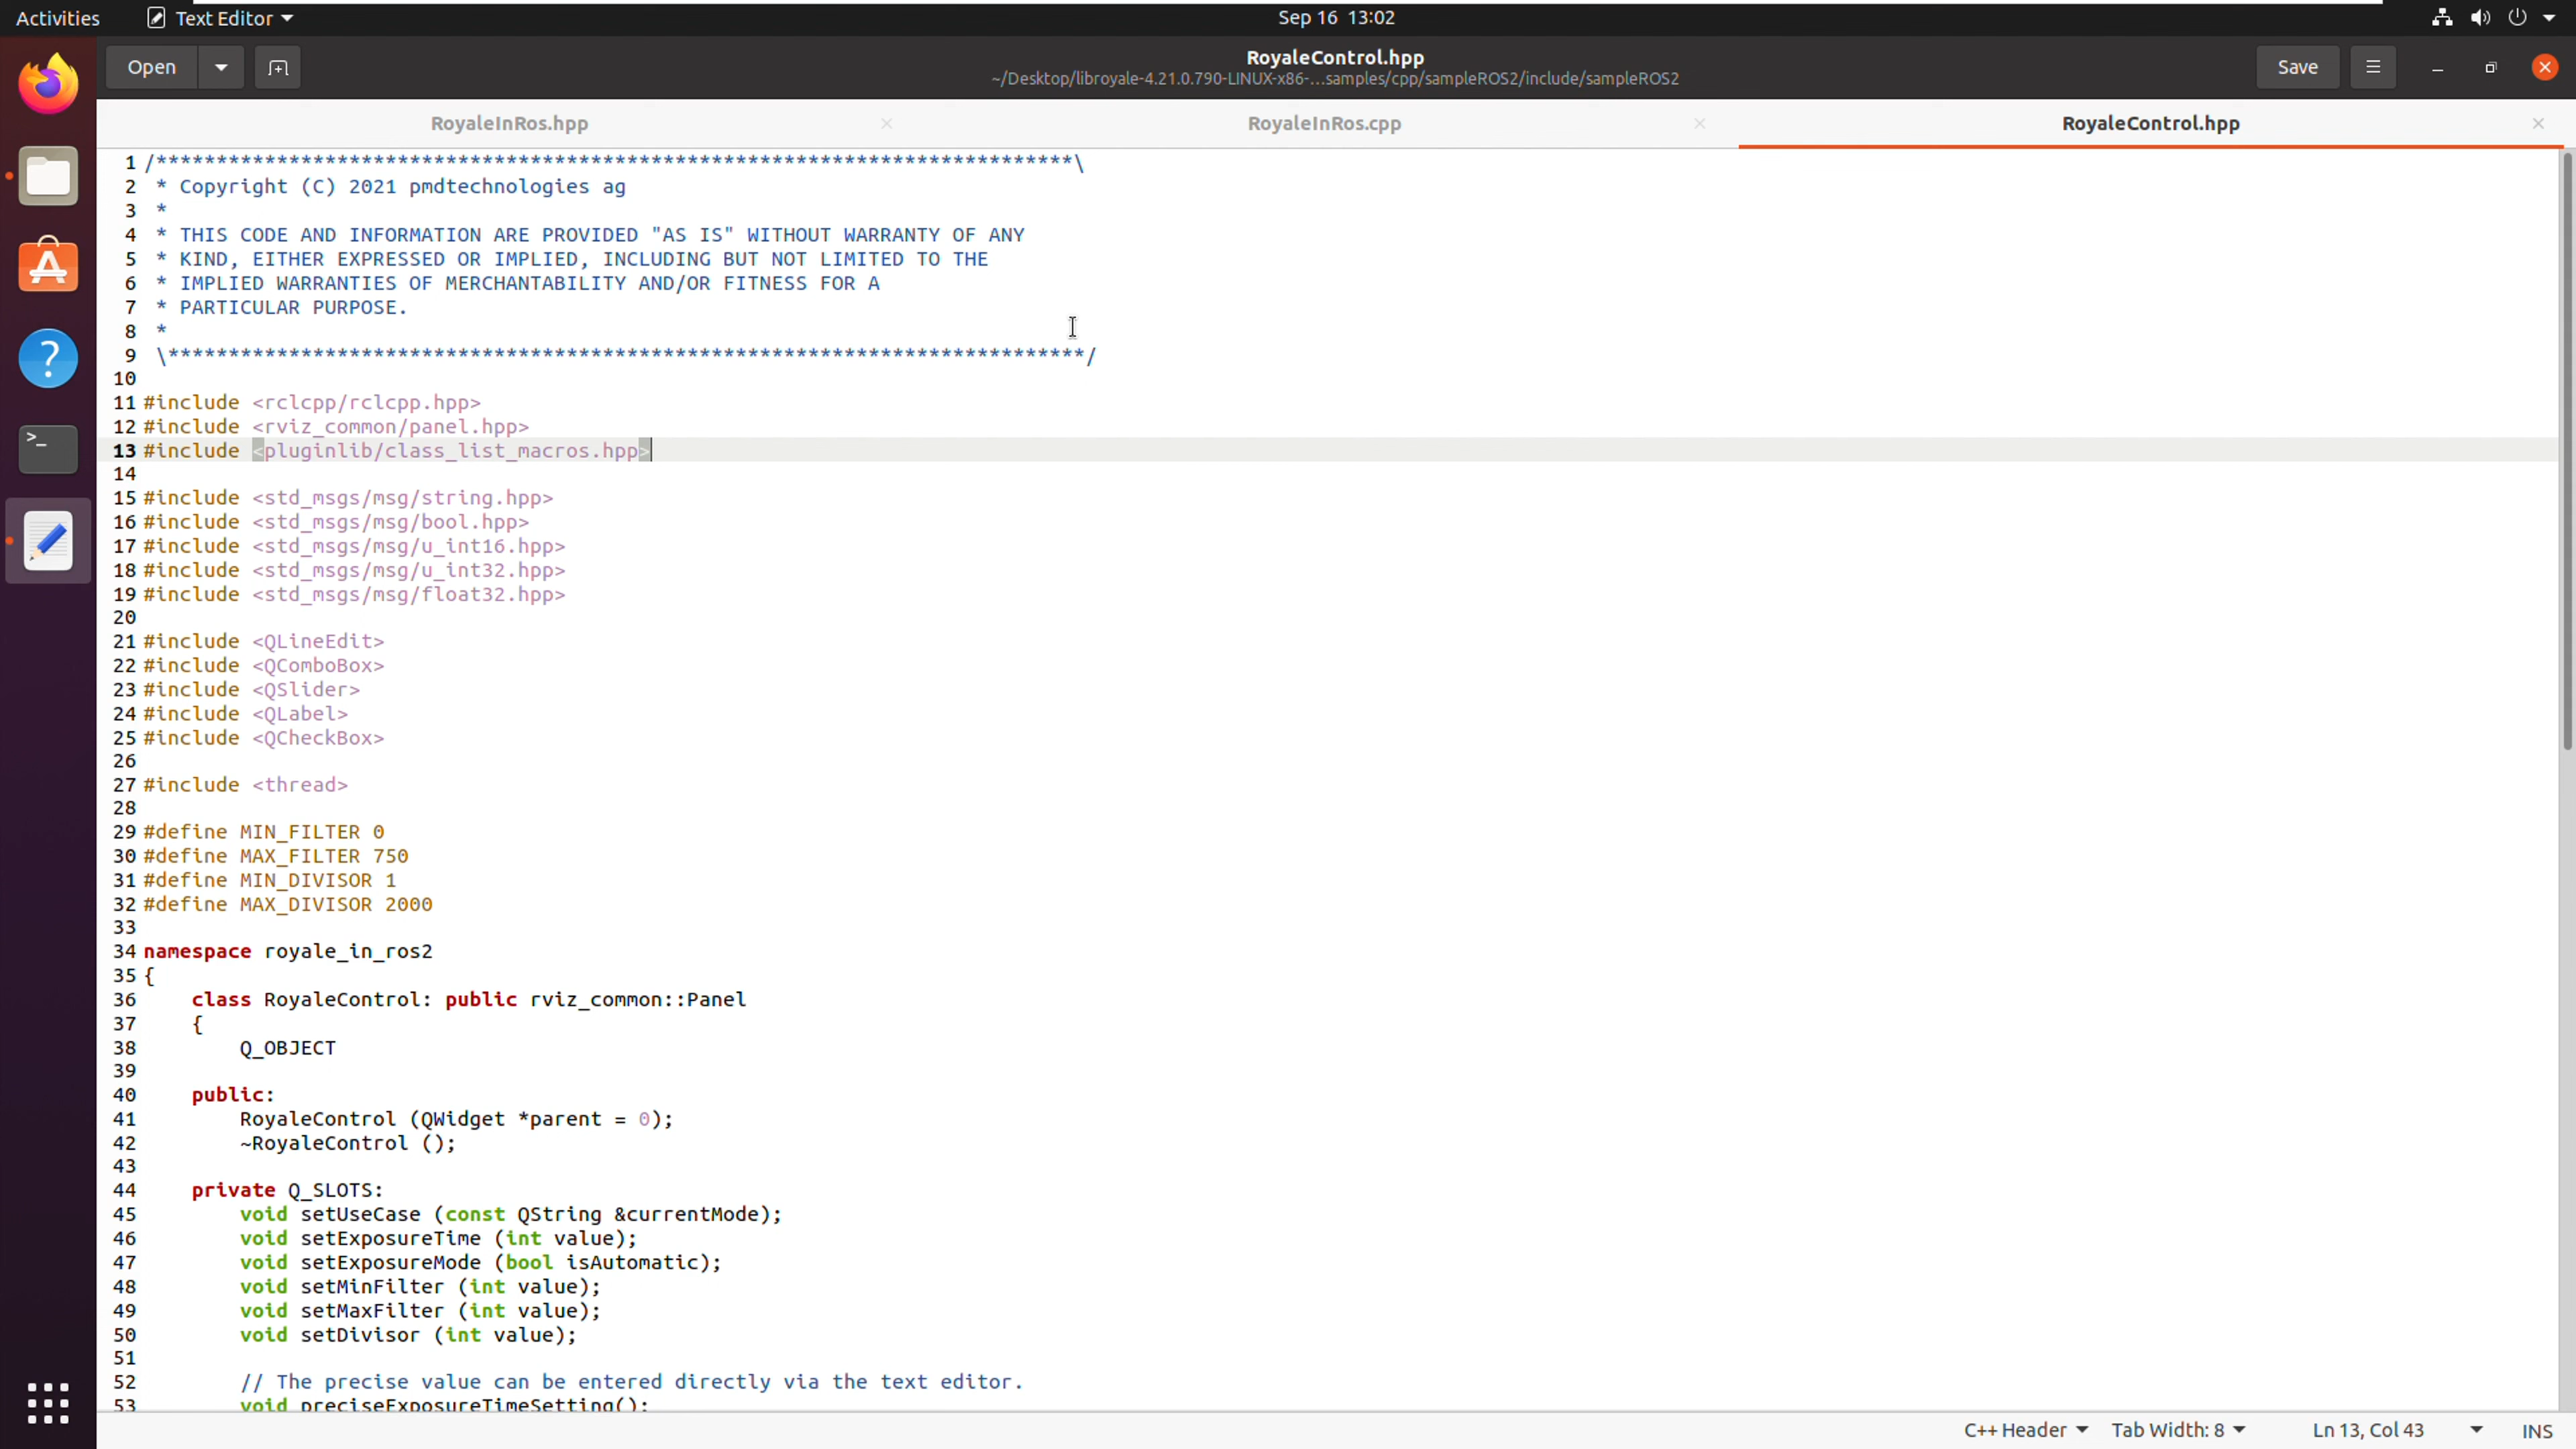 Activities Text Editor Sep 16 13:02
Open RoyaleControl.hpp Save
~/Desktop/libroyale-4.21.0.790-LINUX-x86-...samples/cpp/sampleROS2/include/sampleROS2
RoyaleInRos.hpp RoyaleInRos.cpp RoyaleControl.hpp
1 /****************************************************************************\
2  * Copyright (C) 2021 pmdtechnologies ag
3  *
4  * THIS CODE AND INFORMATION ARE PROVIDED "AS IS" WITHOUT WARRANTY OF ANY
5  * KIND, EITHER EXPRESSED OR IMPLIED, INCLUDING BUT NOT LIMITED TO THE
6  * IMPLIED WARRANTIES OF MERCHANTABILITY AND/OR FITNESS FOR A
7  * PARTICULAR PURPOSE.
8  *
9  \****************************************************************************/
10
11 #include <rclcpp/rclcpp.hpp>
12 #include <rviz_common/panel.hpp>
13 #include <pluginlib/class_list_macros.hpp>
14
15 #include <std_msgs/msg/string.hpp>
16 #include <std_msgs/msg/bool.hpp>
17 #include <std_msgs/msg/u_int16.hpp>
18 #include <std_msgs/msg/u_int32.hpp>
19 #include <std_msgs/msg/float32.hpp>
20
21 #include <QLineEdit>
22 #include <QComboBox>
23 #include <QSlider>
24 #include <QLabel>
25 #include <QCheckBox>
26
27 #include <thread>
28
29 #define MIN_FILTER 0
30 #define MAX_FILTER 750
31 #define MIN_DIVISOR 1
32 #define MAX_DIVISOR 2000
33
34 namespace royale_in_ros2
35 {
36     class RoyaleControl: public rviz_common::Panel
37     {
38         Q_OBJECT
39
40     public:
41         RoyaleControl (QWidget *parent = 0);
42         ~RoyaleControl ();
43
44     private Q_SLOTS:
45         void setUseCase (const QString &currentMode);
46         void setExposureTime (int value);
47         void setExposureMode (bool isAutomatic);
48         void setMinFilter (int value);
49         void setMaxFilter (int value);
50         void setDivisor (int value);
51
52         // The precise value can be entered directly via the text editor.
53         void preciseExposureTimeSetting();
C++ Header Tab Width: 8 Ln 13, Col 43 INS